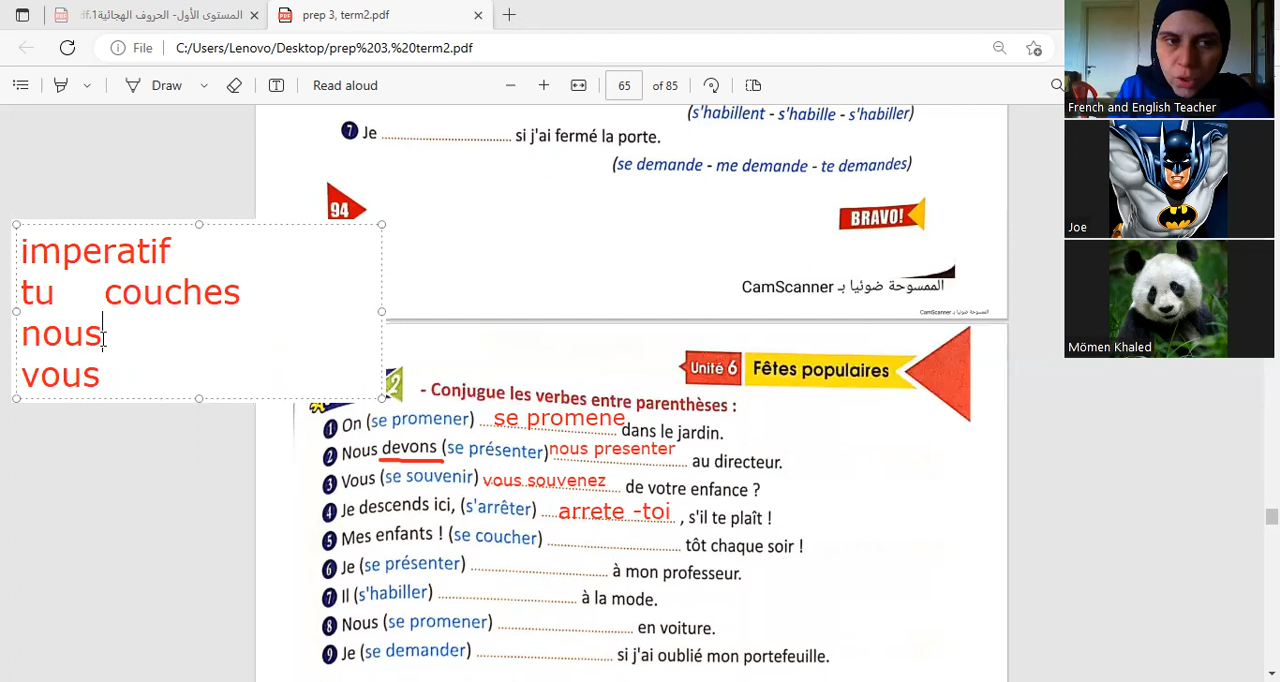 المستوى الأول- الحروف الهجائية1.df
prep 3, term2.pdf
File
C:/Users/Lenovo/Desktop/prep%203,%20term2.pdf
Draw
Read aloud
65
of 85
French and English Teacher
Joe
Mömen Khaled
(s'habillent - s'habille - s'habiller)
7 Je ............ si j'ai fermé la porte.
(se demande - me demande - te demandes)
94
BRAVO!
الممسوحة ضوئيا بـ CamScanner
الممسوحة ضوئيا بـ CamScanner
imperatif
tu couches
nous
vous
Unité 6 Fêtes populaires
2 - Conjugue les verbes entre parenthèses :
1 On (se promener) se promene dans le jardin.
2 Nous devons (se présenter) nous presenter au directeur.
3 Vous (se souvenir) vous souvenez de votre enfance ?
4 Je descends ici, (s'arrêter) arrete -toi , s'il te plaît !
5 Mes enfants ! (se coucher) ............ tôt chaque soir !
6 Je (se présenter) ............ à mon professeur.
7 Il (s'habiller) ............ à la mode.
8 Nous (se promener) ............ en voiture.
9 Je (se demander) ............ si j'ai oublié mon portefeuille.